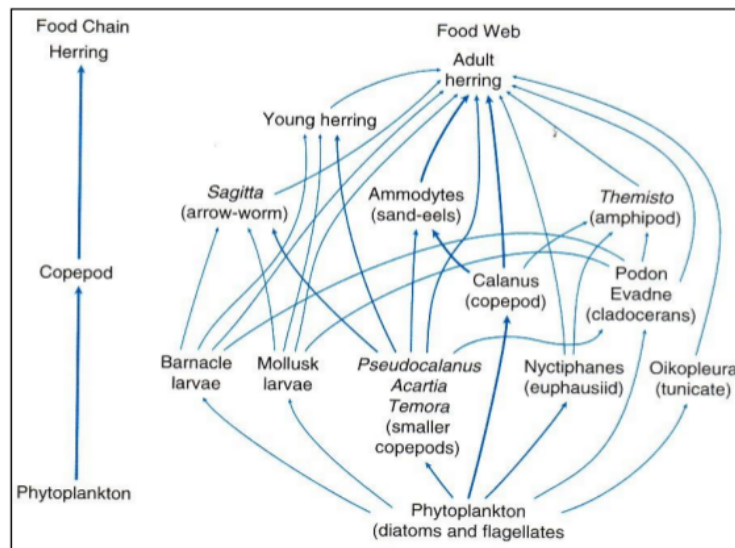 Food Chain
Herring
Copepod
Phytoplankton
Food Web
Adult
herring
Young herring
Sagitta
(arrow-worm)
Ammodytes
(sand-eels)
Themisto
(amphipod)
Calanus
(copepod)
Podon
Evadne
(cladocerans)
Barnacle
larvae
Mollusk
larvae
Pseudocalanus
Acartia
Temora
(smaller
copepods)
Nyctiphanes
(euphausiid)
Oikopleura
(tunicate)
Phytoplankton
(diatoms and flagellates